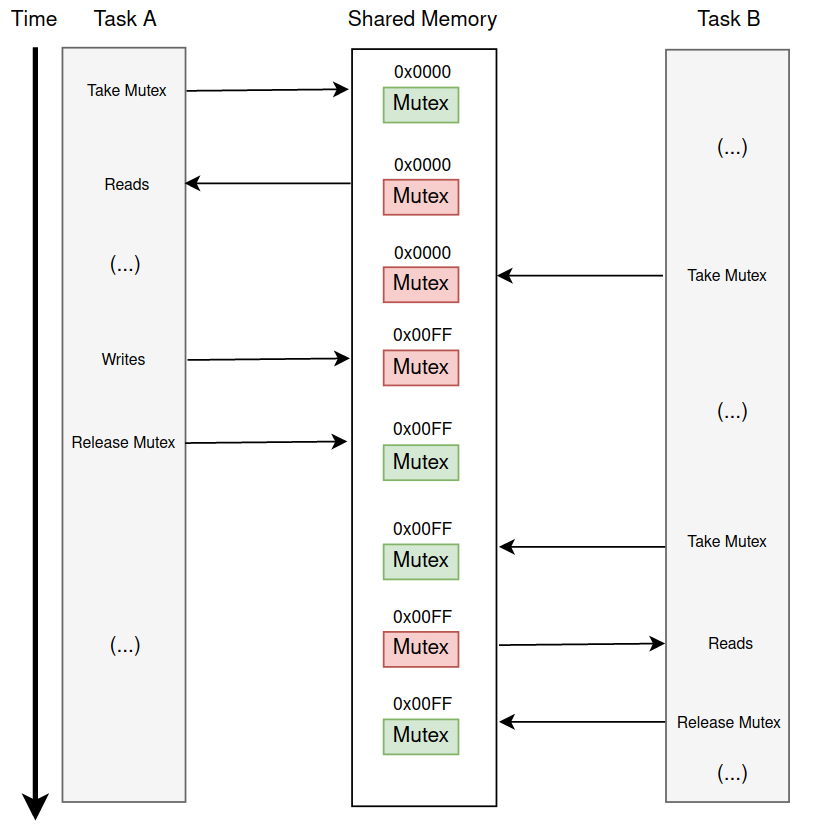 Time Task A Shared Memory Task B
0x0000
Take Mutex
Mutex
(...)
0x0000
Reads
Mutex
0x0000
(...)
Take Mutex
Mutex
0x00FF
Writes
Mutex
(...)
0x00FF
Release Mutex
Mutex
0x00FF
Take Mutex
Mutex
0x00FF
(...)
Mutex
Reads
0x00FF
Mutex
Release Mutex
(...)